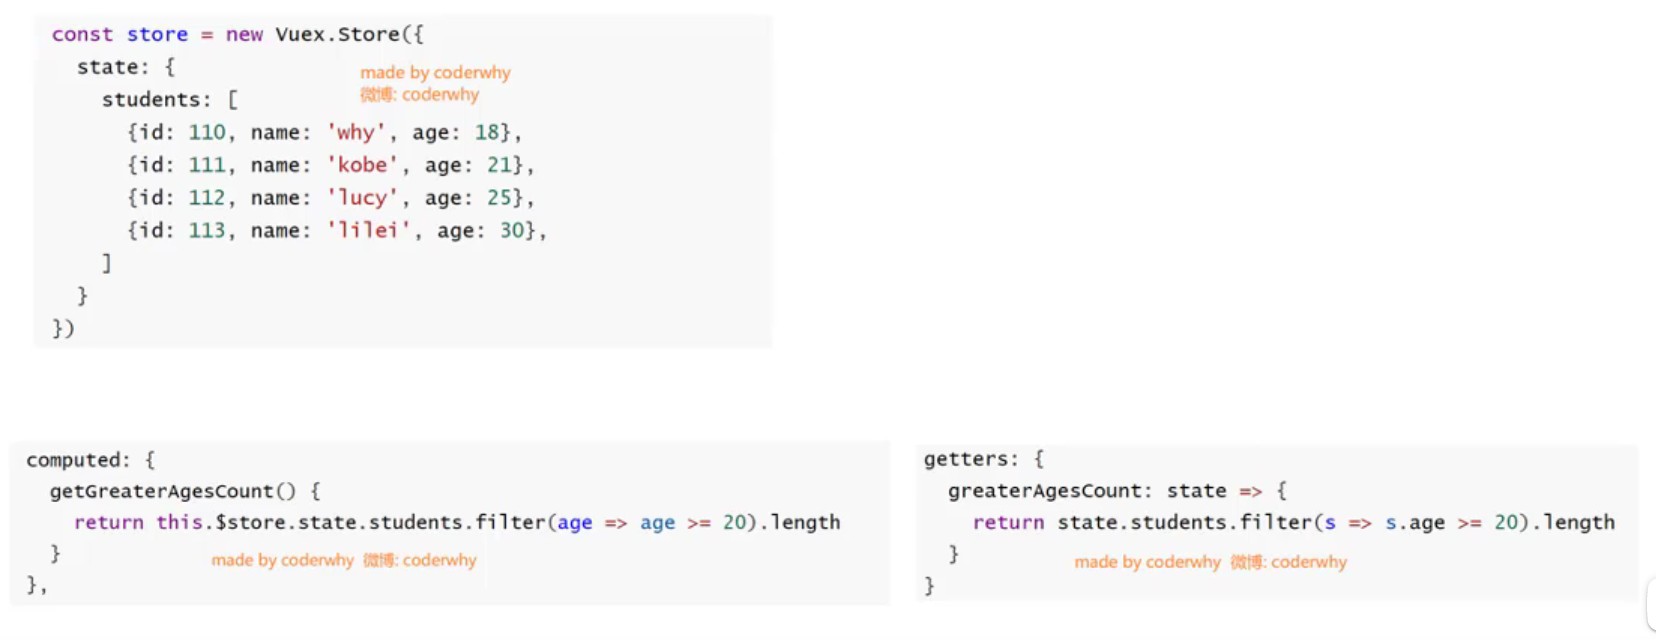 const store = new Vuex.Store({
state: {
made by coderwhy
微博: coderwhy
students: [
{id: 110, name: 'why', age: 18},
{id: 111, name: 'kobe', age: 21},
{id: 112, name: 'lucy', age: 25},
{id: 113, name: 'lilei', age: 30},
]
}
})
computed: {
getGreaterAgesCount() {
return this.$store.state.students.filter(age => age >= 20).length
}
made by coderwhy 微博: coderwhy
},
getters: {
greaterAgesCount: state => {
return state.students.filter(s => s.age >= 20).length
}
made by coderwhy 微博: coderwhy
}